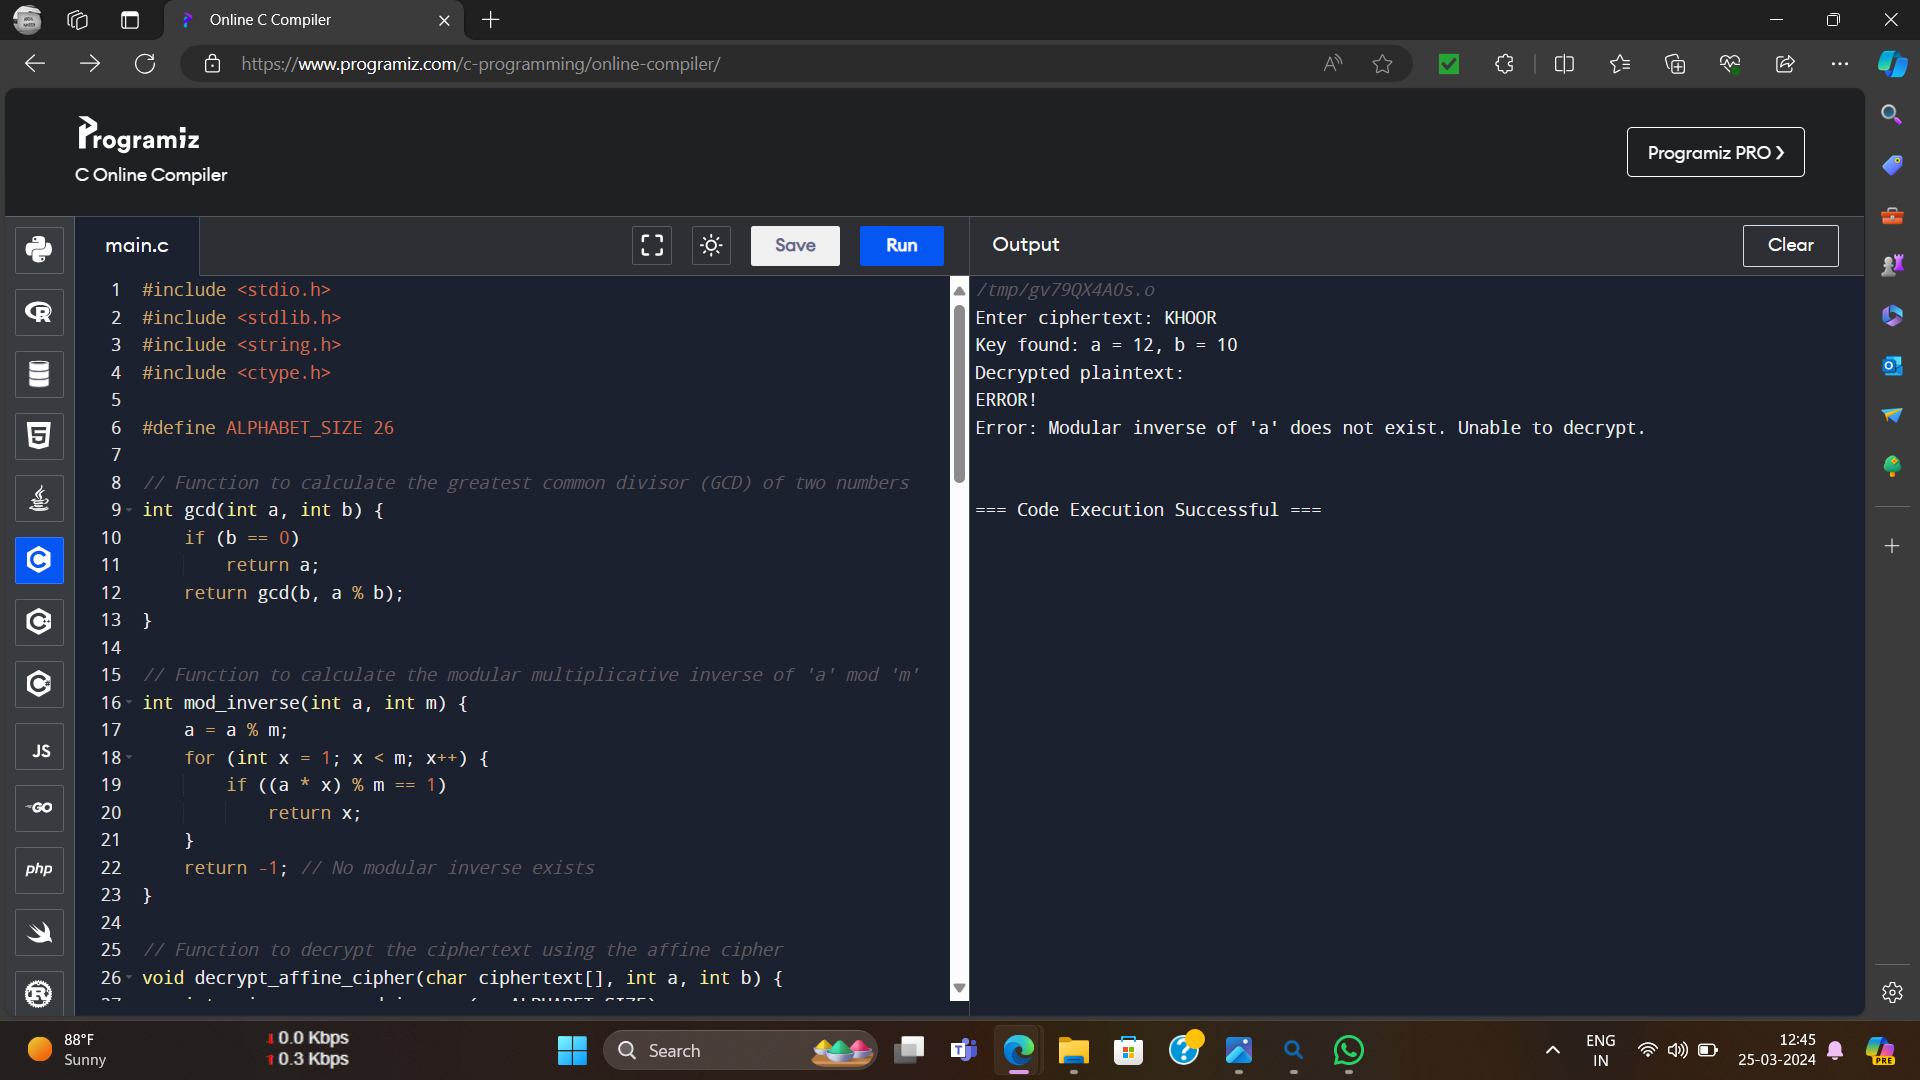 Online C Compiler
https://www.programiz.com/c-programming/online-compiler/
Programiz
C Online Compiler
Programiz PRO ❯
main.c
Save
Run
Output
Clear
1 #include <stdio.h>
2 #include <stdlib.h>
3 #include <string.h>
4 #include <ctype.h>
5
6 #define ALPHABET_SIZE 26
7
8 // Function to calculate the greatest common divisor (GCD) of two numbers
9 int gcd(int a, int b) {
10 if (b == 0)
11 return a;
12 return gcd(b, a % b);
13 }
14
15 // Function to calculate the modular multiplicative inverse of 'a' mod 'm'
16 int mod_inverse(int a, int m) {
17 a = a % m;
18 for (int x = 1; x < m; x++) {
19 if ((a * x) % m == 1)
20 return x;
21 }
22 return -1; // No modular inverse exists
23 }
24
25 // Function to decrypt the ciphertext using the affine cipher
26 void decrypt_affine_cipher(char ciphertext[], int a, int b) {
/tmp/gv79QX4A0s.o
Enter ciphertext: KHOOR
Key found: a = 12, b = 10
Decrypted plaintext:
ERROR!
Error: Modular inverse of 'a' does not exist. Unable to decrypt.
=== Code Execution Successful ===
JS
GO
php
88°F
Sunny
0.0 Kbps
0.3 Kbps
Search
ENG
IN
12:45
25-03-2024
PRE